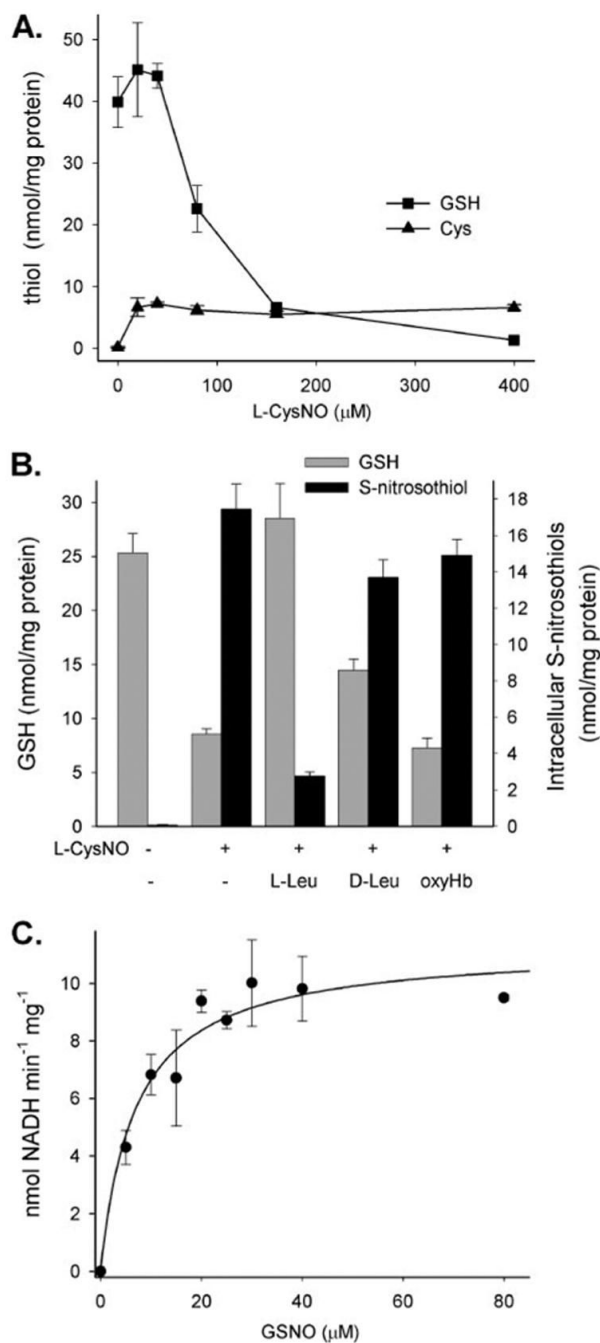 A.
thiol (nmol/mg protein)
50
40
30
20
10
0
GSH
Cys
0 100 200 300 400
L-CysNO (μM)
B.
GSH
S-nitrosothiol
GSH (nmol/mg protein)
30
25
20
15
10
5
0
18
16
14
12
10
8
6
4
2
0
Intracellular S-nitrosothiols
(nmol/mg protein)
L-CysNO - + + + +
- - L-Leu D-Leu oxyHb
C.
nmol NADH min⁻¹ mg⁻¹
10
8
6
4
2
0
0 20 40 60 80
GSNO (μM)